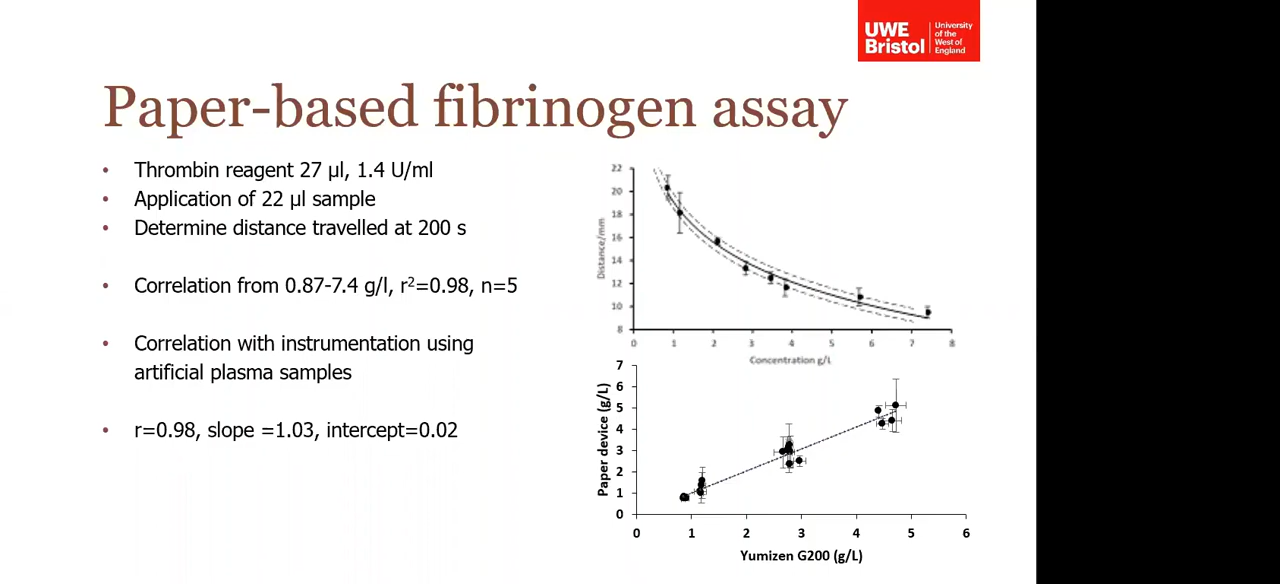 UWE
Bristol
University
of the
West of
England
Paper-based fibrinogen assay
• Thrombin reagent 27 µl, 1.4 U/ml
• Application of 22 µl sample
• Determine distance travelled at 200 s
• Correlation from 0.87-7.4 g/l, r²=0.98, n=5
• Correlation with instrumentation using
artificial plasma samples
• r=0.98, slope =1.03, intercept=0.02
22
20
18
16
14
12
10
8
Distance/mm
0 1 2 3 4 5 6 7 8
Concentration g/L
7
6
5
4
3
2
1
0
Paper device (g/L)
0 1 2 3 4 5 6
Yumizen G200 (g/L)